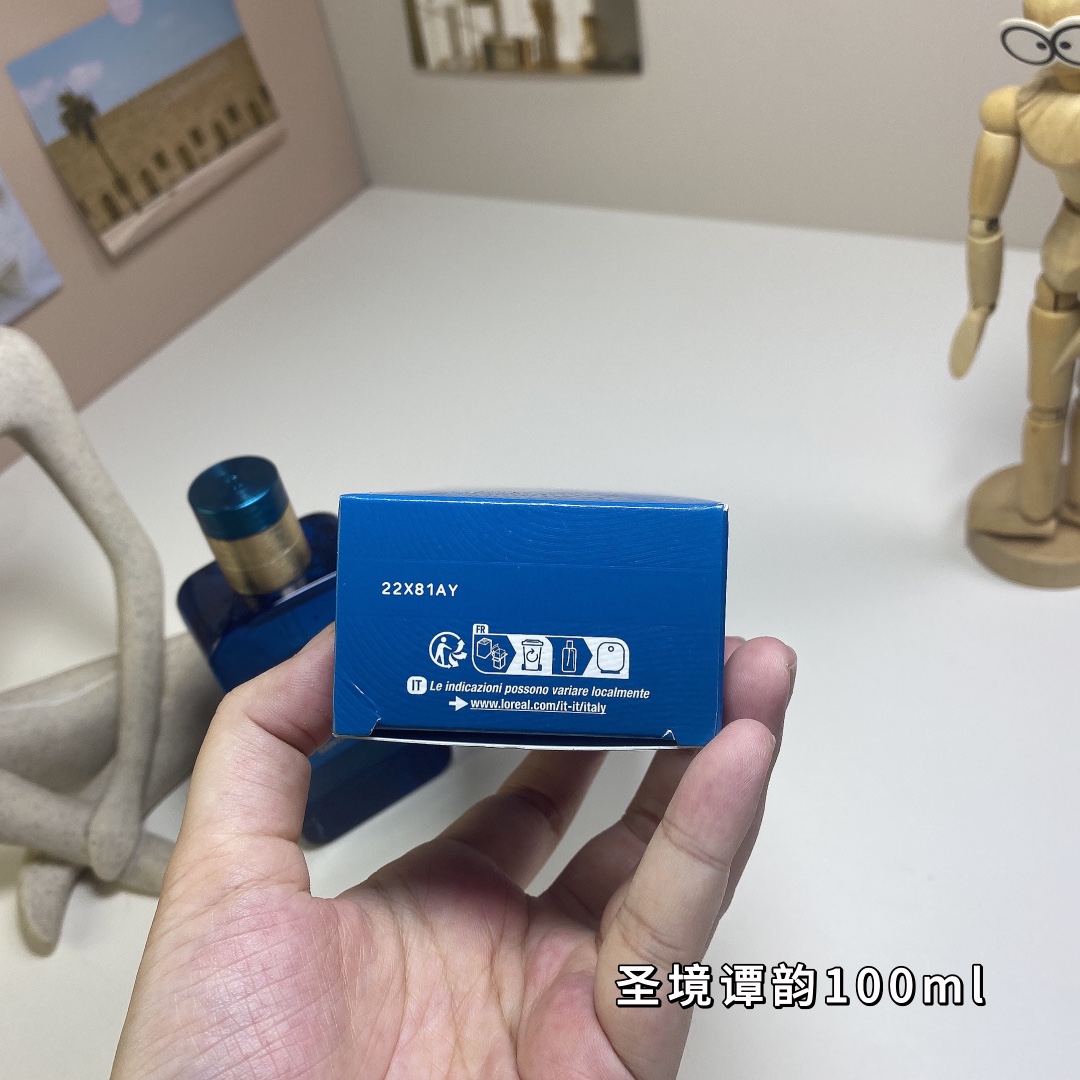 22X81AY
FR
IT Le indicazioni possono variare localmente
www.loreal.com/it-it/italy
圣境谭韵100ml